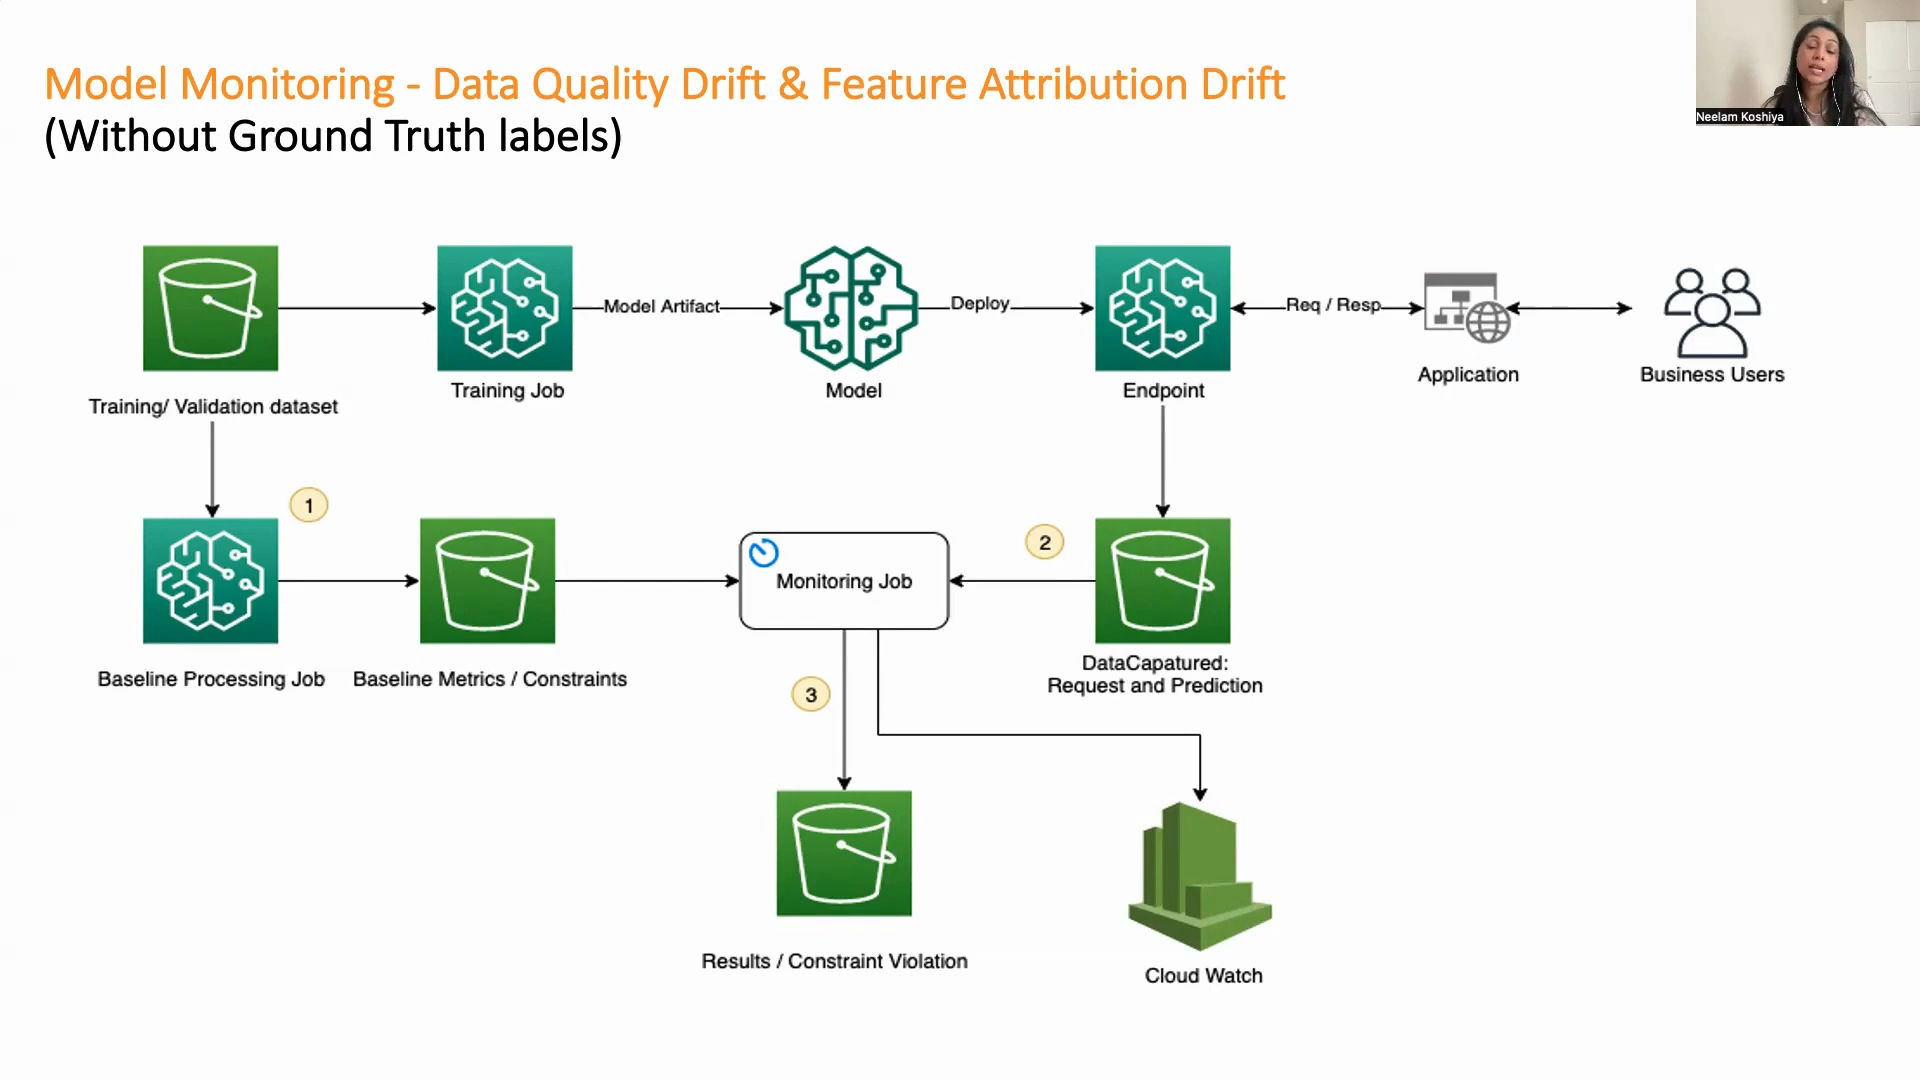 Model Monitoring - Data Quality Drift & Feature Attribution Drift
(Without Ground Truth labels)
Neelam Koshiya
Model Artifact
Deploy
Req / Resp
Training/ Validation dataset
Training Job
Model
Endpoint
Application
Business Users
1
2
Monitoring Job
Baseline Processing Job
Baseline Metrics / Constraints
DataCapatured:
Request and Prediction
3
Results / Constraint Violation
Cloud Watch